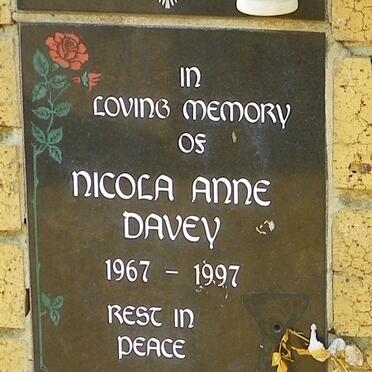 IN
LOVING MEMORY
OF
NICOLA ANNE
DAVEY
1967 - 1997
REST IN
PEACE